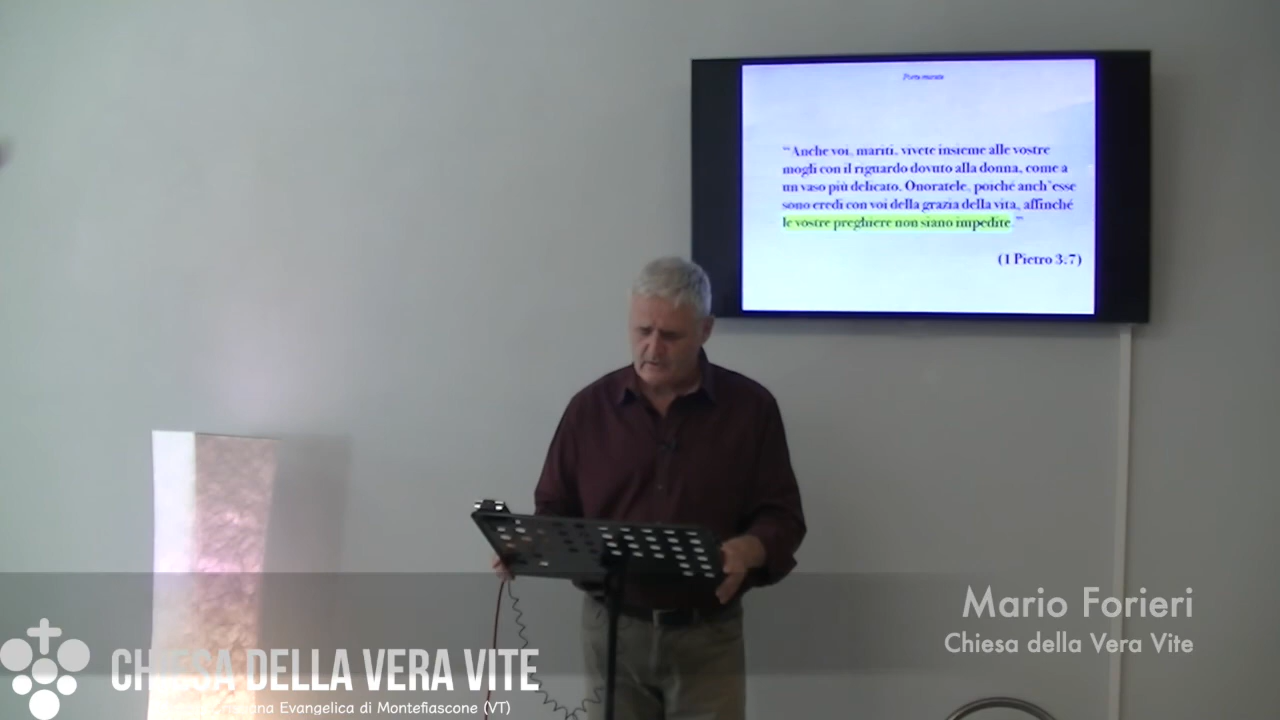 “Anche voi, mariti, vivete insieme alle vostre
mogli con il riguardo dovuto alla donna, come a
un vaso più delicato. Onoratele, poiché anch’esse
sono eredi con voi della grazia della vita, affinché
le vostre preghiere non siano impedite.”
(1 Pietro 3:7)
Mario Forieri
Chiesa della Vera Vite
CHIESA DELLA VERA VITE
Evangelica di Montefiascone (VT)